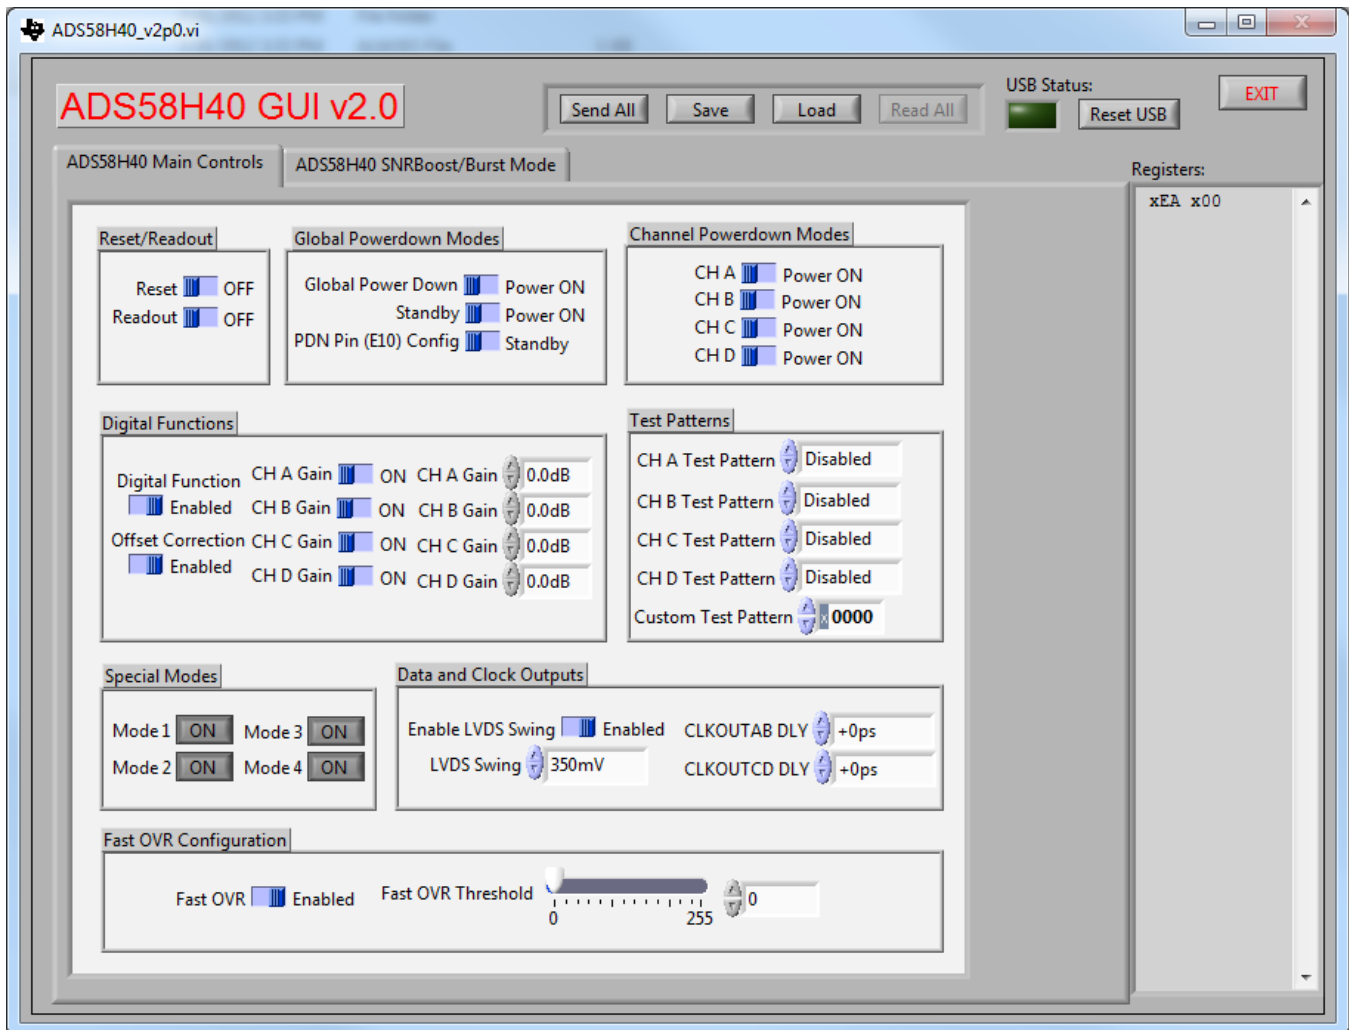 ADS58H40_v2p0.vi
ADS58H40 GUI v2.0
Send All Save Load Read All
USB Status:
Reset USB
EXIT
ADS58H40 Main Controls ADS58H40 SNRBoost/Burst Mode
Registers:
xEA x00
Reset/Readout
Reset OFF
Readout OFF
Global Powerdown Modes
Global Power Down Power ON
Standby Power ON
PDN Pin (E10) Config Standby
Channel Powerdown Modes
CH A Power ON
CH B Power ON
CH C Power ON
CH D Power ON
Digital Functions
Digital Function
Enabled
Offset Correction
Enabled
CH A Gain ON CH A Gain 0.0dB
CH B Gain ON CH B Gain 0.0dB
CH C Gain ON CH C Gain 0.0dB
CH D Gain ON CH D Gain 0.0dB
Test Patterns
CH A Test Pattern Disabled
CH B Test Pattern Disabled
CH C Test Pattern Disabled
CH D Test Pattern Disabled
Custom Test Pattern x 0000
Special Modes
Mode 1 ON Mode 3 ON
Mode 2 ON Mode 4 ON
Data and Clock Outputs
Enable LVDS Swing Enabled CLKOUTAB DLY +0ps
LVDS Swing 350mV CLKOUTCD DLY +0ps
Fast OVR Configuration
Fast OVR Enabled Fast OVR Threshold 0
0 255